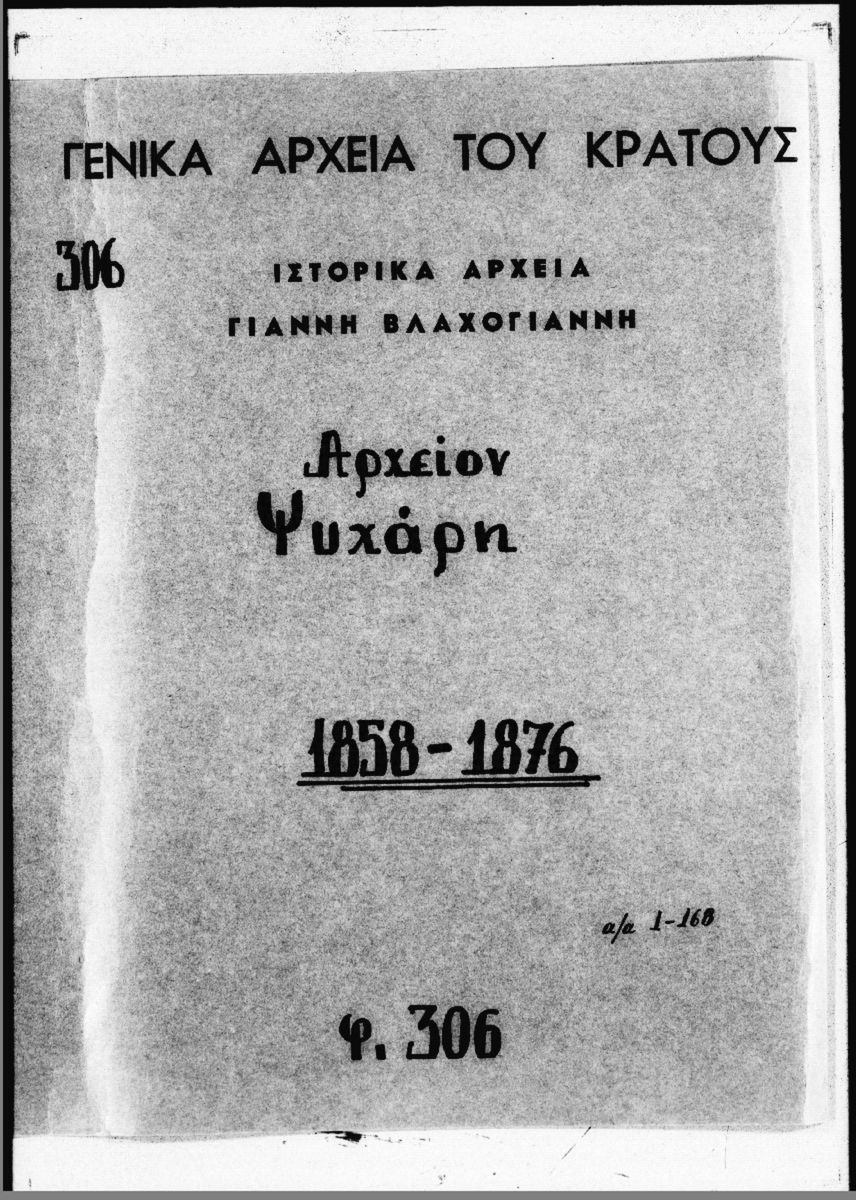 ΓΕΝΙΚΑ ΑΡΧΕΙΑ ΤΟΥ ΚΡΑΤΟΥΣ
306
ΙΣΤΟΡΙΚΑ ΑΡΧΕΙΑ
ΓΙΑΝΝΗ ΒΛΑΧΟΓΙΑΝΝΗ
Αρχείον
Ψυχάρη
1858-1876
α/α 1-168
φ. 306